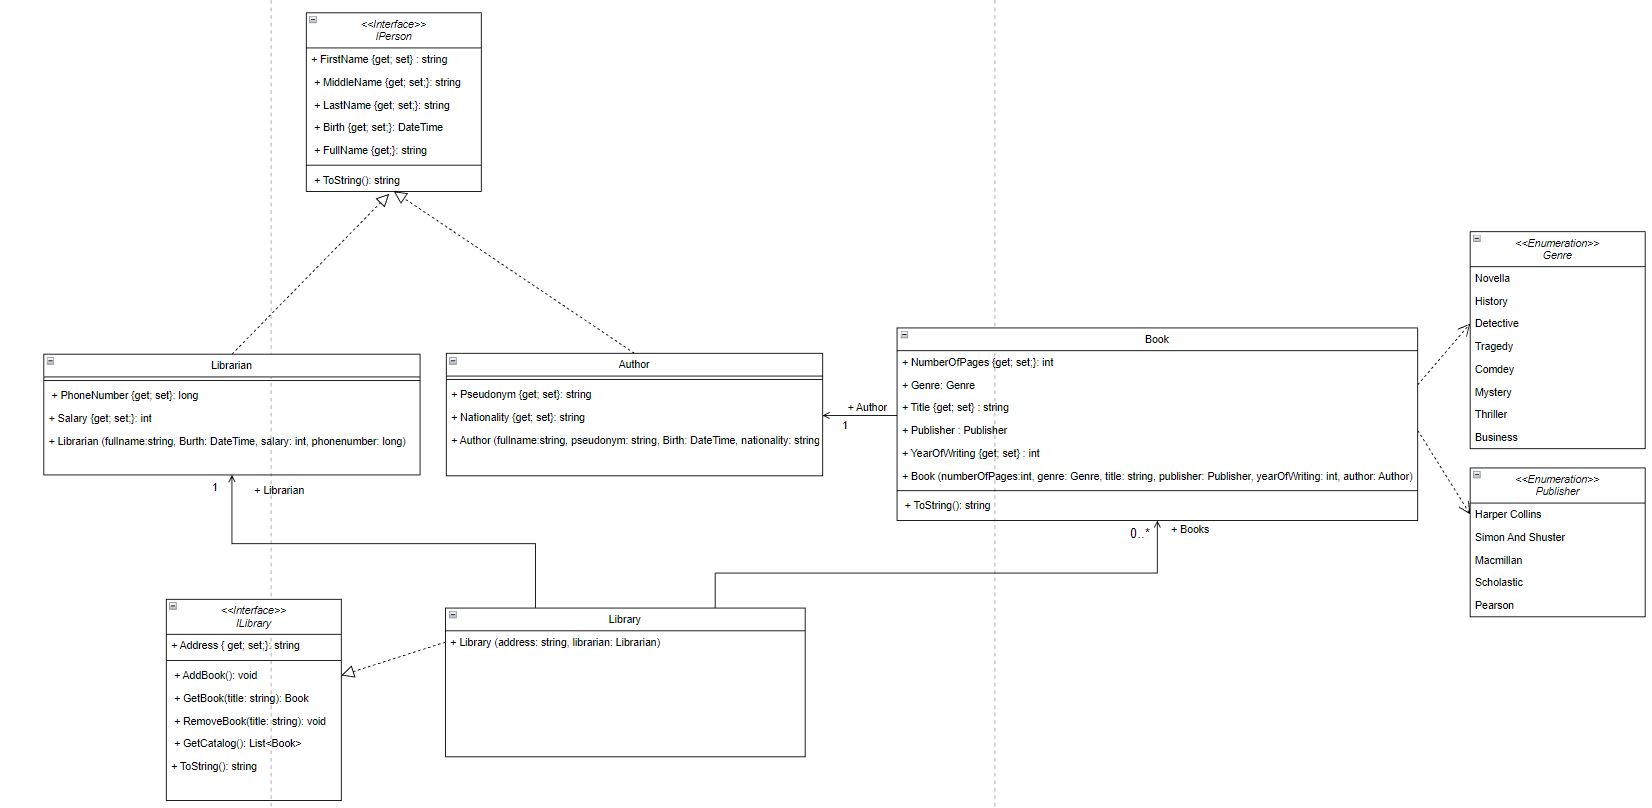 <<Interface>>
IPerson
+ FirstName {get; set} : string
+ MiddleName {get; set;}: string
+ LastName {get; set;}: string
+ Birth {get; set;}: DateTime
+ FullName {get;}: string
+ ToString(): string
Librarian
+ PhoneNumber {get; set}: long
+ Salary {get; set;}: int
+ Librarian (fullname:string, Burth: DateTime, salary: int, phonenumber: long)
Author
+ Pseudonym {get; set}: string
+ Nationality {get; set}: string
+ Author (fullname:string, pseudonym: string, Birth: DateTime, nationality: string
+ Author
1
Book
+ NumberOfPages {get; set;}: int
+ Genre: Genre
+ Title {get; set} : string
+ Publisher : Publisher
+ YearOfWriting {get; set} : int
+ Book (numberOfPages:int, genre: Genre, title: string, publisher: Publisher, yearOfWriting: int, author: Author)
+ ToString(): string
<<Enumeration>>
Genre
Novella
History
Detective
Tragedy
Comdey
Mystery
Thriller
Business
<<Enumeration>>
Publisher
Harper Collins
Simon And Shuster
Macmillan
Scholastic
Pearson
1
+ Librarian
0..*
+ Books
<<Interface>>
ILibrary
+ Address { get; set;}: string
+ AddBook(): void
+ GetBook(title: string): Book
+ RemoveBook(title: string): void
+ GetCatalog(): List<Book>
+ ToString(): string
Library
+ Library (address: string, librarian: Librarian)